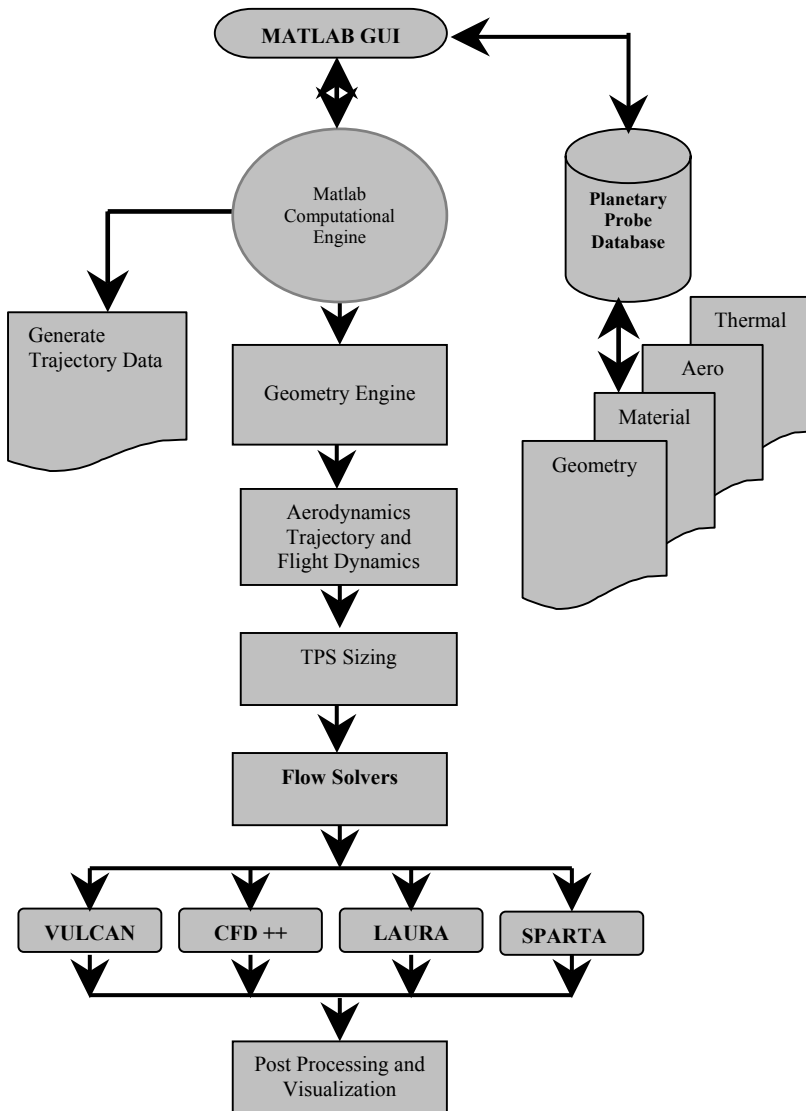 MATLAB GUI
Matlab
Computational
Engine
Planetary
Probe
Database
Generate
Trajectory Data
Thermal
Aero
Material
Geometry
Geometry Engine
Aerodynamics
Trajectory and
Flight Dynamics
TPS Sizing
Flow Solvers
VULCAN
CFD ++
LAURA
SPARTA
Post Processing and
Visualization